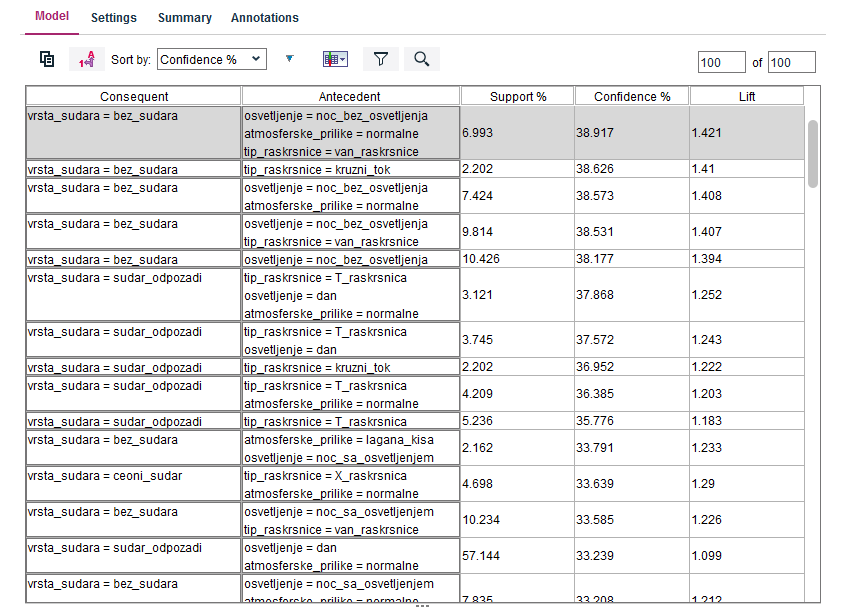 Model Settings Summary Annotations
Sort by: Confidence % 100 of 100
Consequent Antecedent Support % Confidence % Lift
vrsta_sudara = bez_sudara osvetljenje = noc_bez_osvetljenja
atmosferske_prilike = normalne 6.993 38.917 1.421
tip_raskrsnice = van_raskrsnice
vrsta_sudara = bez_sudara tip_raskrsnice = kruzni_tok 2.202 38.626 1.41
vrsta_sudara = bez_sudara osvetljenje = noc_bez_osvetljenja 7.424 38.573 1.408
atmosferske_prilike = normalne
vrsta_sudara = bez_sudara osvetljenje = noc_bez_osvetljenja 9.814 38.531 1.407
tip_raskrsnice = van_raskrsnice
vrsta_sudara = bez_sudara osvetljenje = noc_bez_osvetljenja 10.426 38.177 1.394
vrsta_sudara = sudar_odpozadi tip_raskrsnice = T_raskrsnica
osvetljenje = dan 3.121 37.868 1.252
atmosferske_prilike = normalne
vrsta_sudara = sudar_odpozadi tip_raskrsnice = T_raskrsnica 3.745 37.572 1.243
osvetljenje = dan
vrsta_sudara = sudar_odpozadi tip_raskrsnice = kruzni_tok 2.202 36.952 1.222
vrsta_sudara = sudar_odpozadi tip_raskrsnice = T_raskrsnica 4.209 36.385 1.203
atmosferske_prilike = normalne
vrsta_sudara = sudar_odpozadi tip_raskrsnice = T_raskrsnica 5.236 35.776 1.183
vrsta_sudara = bez_sudara atmosferske_prilike = lagana_kisa 2.162 33.791 1.233
osvetljenje = noc_sa_osvetljenjem
vrsta_sudara = ceoni_sudar tip_raskrsnice = X_raskrsnica 4.698 33.639 1.29
atmosferske_prilike = normalne
vrsta_sudara = bez_sudara osvetljenje = noc_sa_osvetljenjem 10.234 33.585 1.226
tip_raskrsnice = van_raskrsnice
vrsta_sudara = sudar_odpozadi osvetljenje = dan 57.144 33.239 1.099
atmosferske_prilike = normalne
vrsta_sudara = bez_sudara osvetljenje = noc_sa_osvetljenjem 7.835 33.208 1.212
atmosferske_prilike = normalne